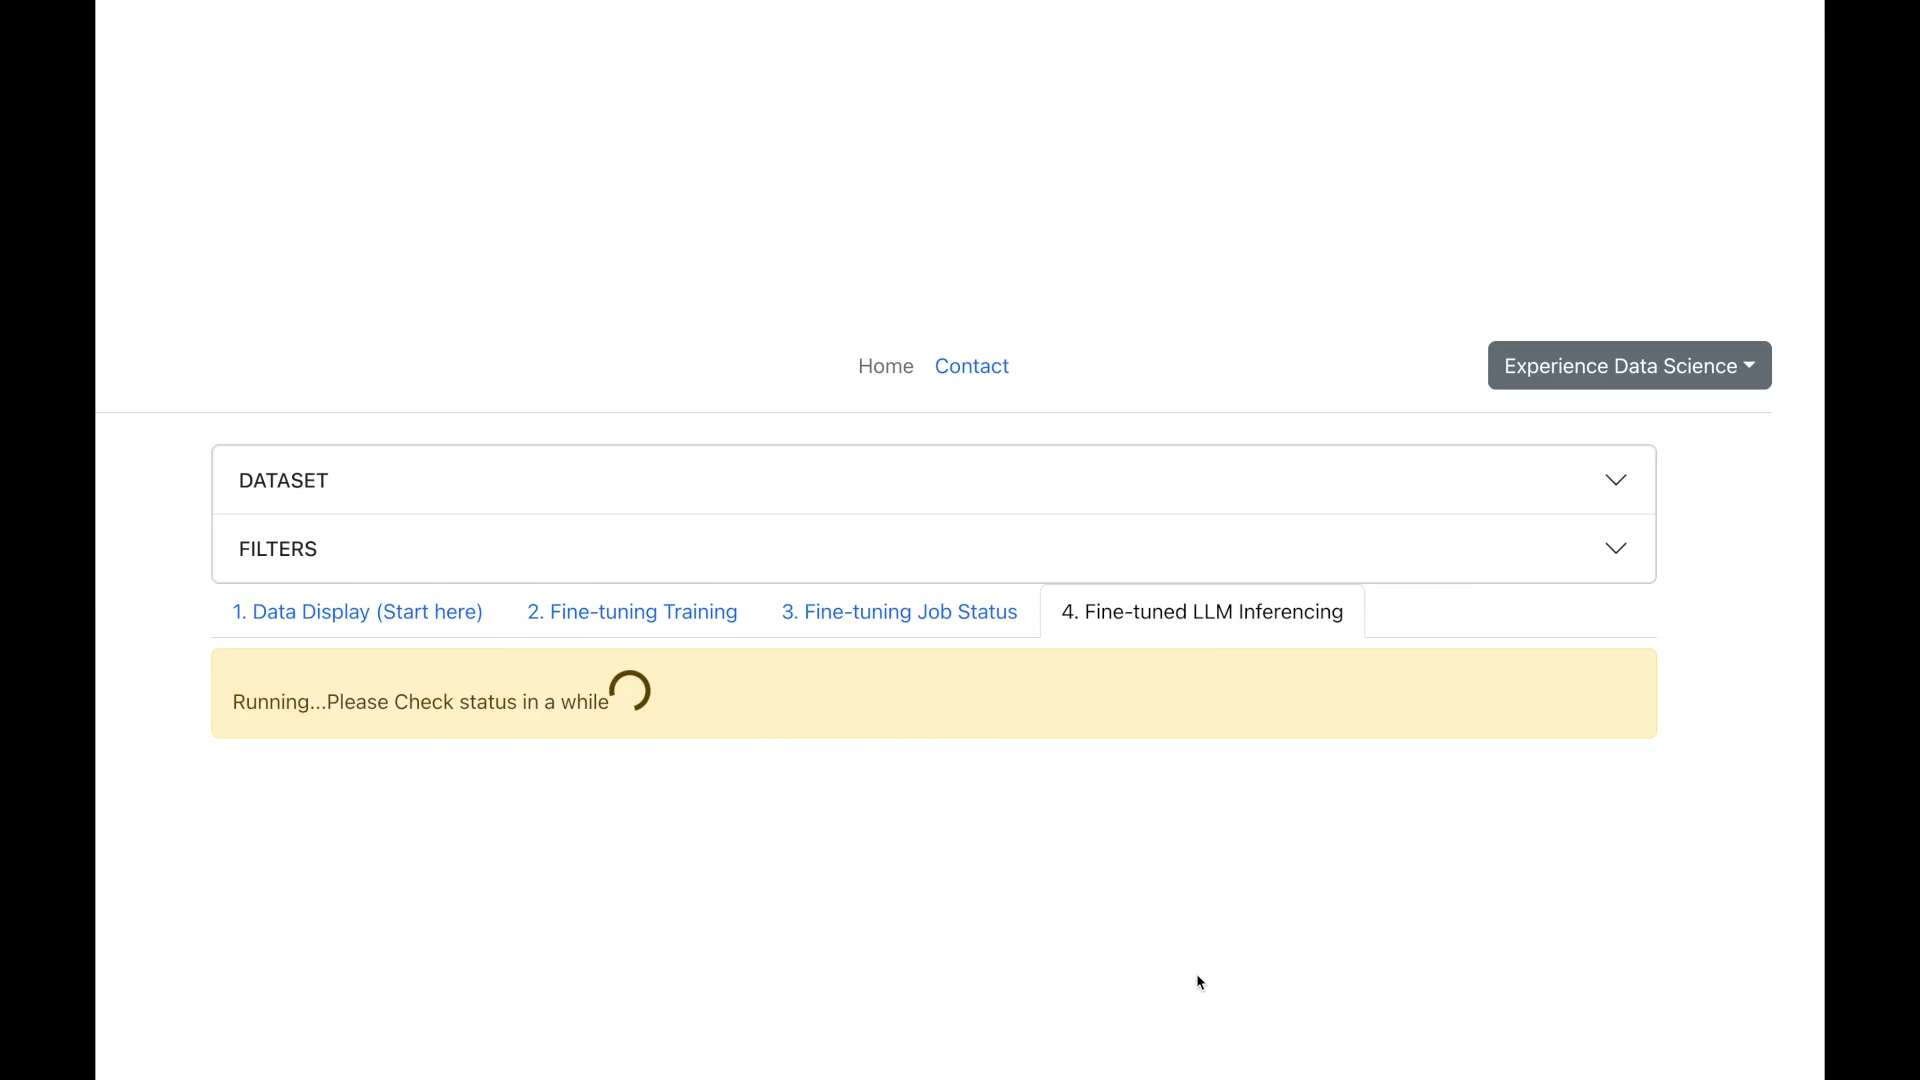 Home Contact Experience Data Science
DATASET
FILTERS
1. Data Display (Start here) 2. Fine-tuning Training 3. Fine-tuning Job Status 4. Fine-tuned LLM Inferencing
Running...Please Check status in a while